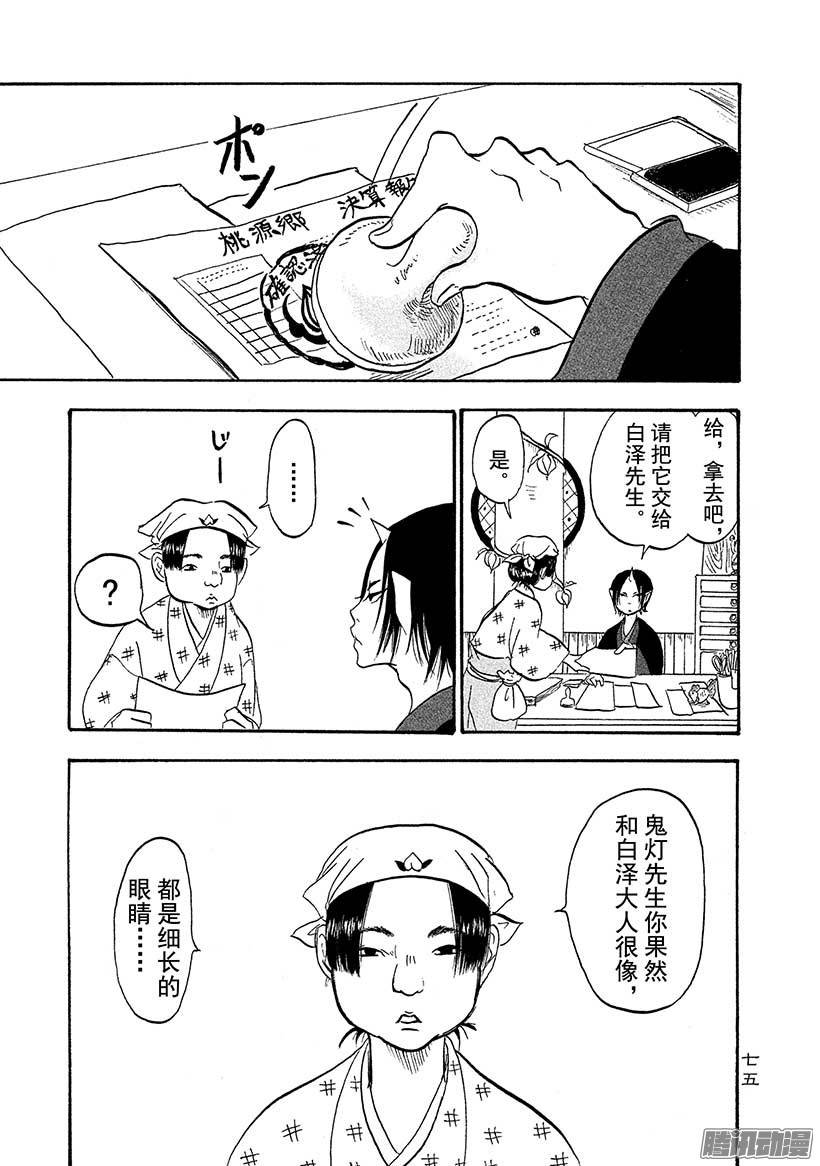 ポン
桃源郷
決算報
確認済
给，拿去吧，
请把它交给
白泽先生。
是。
……
じー
？
鬼灯先生你果然
和白泽大人很像，
都是细长的
眼睛……
七五
腾讯动漫